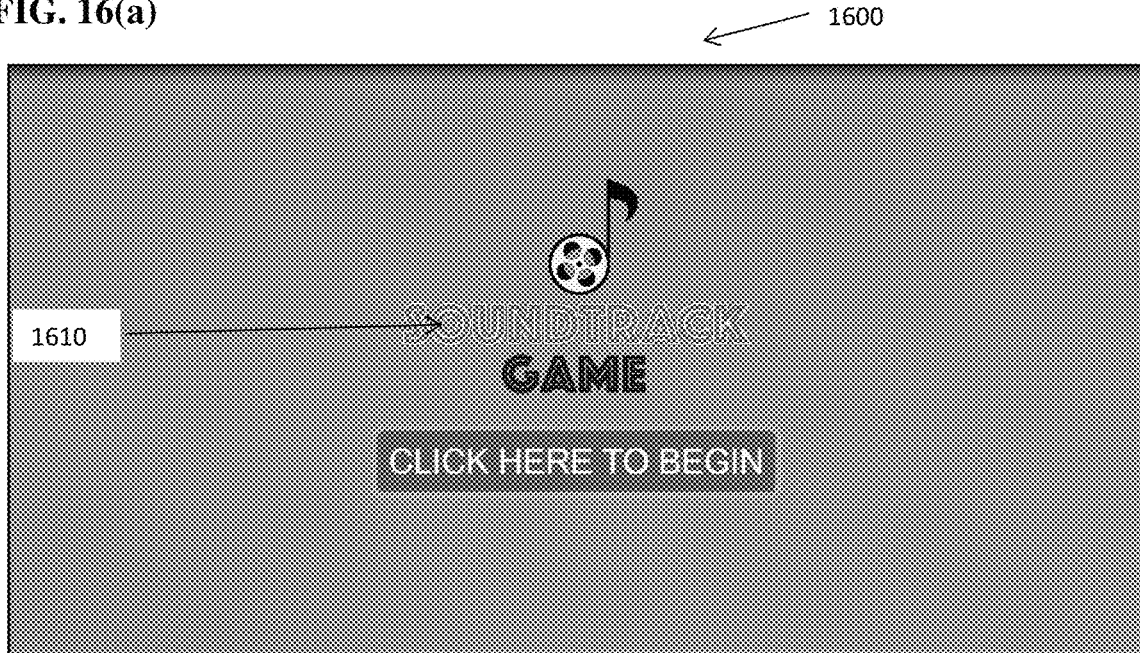 FIG. 16(a)
1600
1610
SOUNDTRACK
GAME
CLICK HERE TO BEGIN